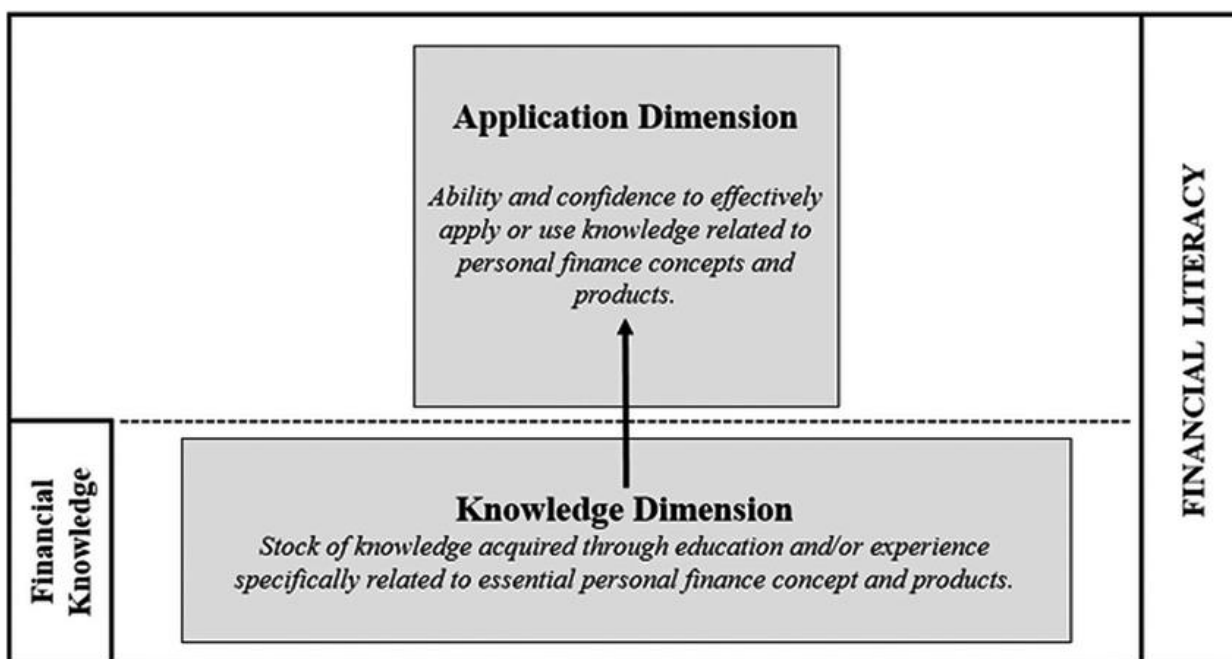 Application Dimension
Ability and confidence to effectively
apply or use knowledge related to
personal finance concepts and
products.
FINANCIAL LITERACY
Financial
Knowledge
Knowledge Dimension
Stock of knowledge acquired through education and/or experience
specifically related to essential personal finance concept and products.